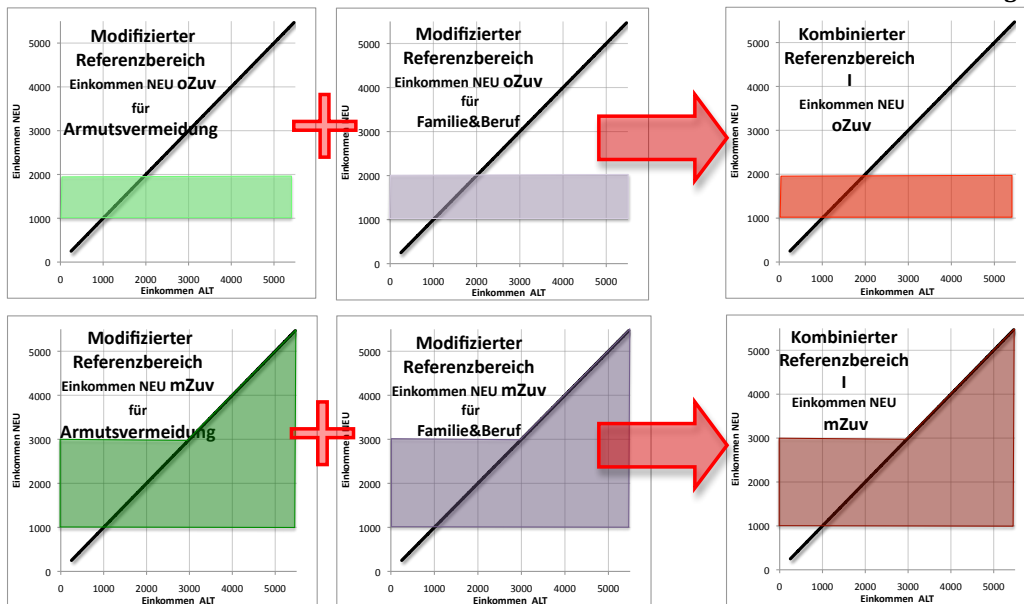 g
Modifizierter
Referenzbereich
Einkommen NEU oZuv
für
Armutsvermeidung
Einkommen NEU
5000
4000
3000
2000
1000
0
0 1000 2000 3000 4000 5000
Einkommen ALT
Modifizierter
Referenzbereich
Einkommen NEU oZuv
für
Familie&Beruf
5000
4000
3000
2000
1000
0
0 1000 2000 3000 4000 5000
Einkommen ALT
Kombinierter
Referenzbereich
I
Einkommen NEU
oZuv
Einkommen NEU
5000
4000
3000
2000
1000
0
0 1000 2000 3000 4000 5000
Einkommen ALT
Modifizierter
Referenzbereich
Einkommen NEU mZuv
für
Armutsvermeidung
Einkommen NEU
5000
4000
3000
2000
1000
0
0 1000 2000 3000 4000 5000
Einkommen ALT
Modifizierter
Referenzbereich
Einkommen NEU mZuv
für
Familie&Beruf
5000
4000
3000
2000
1000
0
0 1000 2000 3000 4000 5000
Einkommen ALT
Kombinierter
Referenzbereich
I
Einkommen NEU
mZuv
Einkommen NEU
5000
4000
3000
2000
1000
0
0 1000 2000 3000 4000 5000
Einkommen ALT